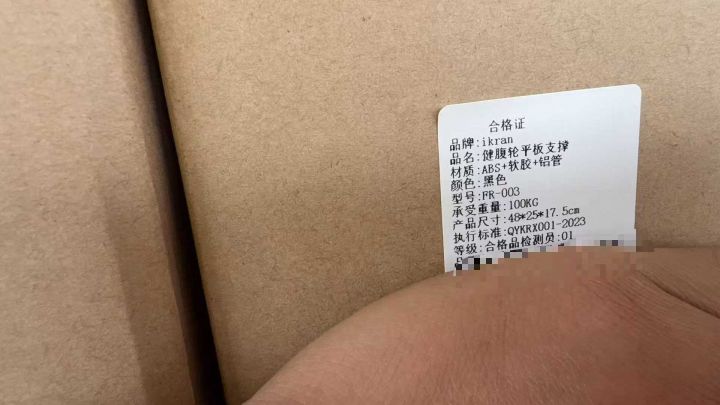 合格证
品牌:ikran
品名:健腹轮平板支撑
材质:ABS+软胶+铝管
颜色:黑色
型号:FR-003
承受重量:100KG
产品尺寸:48*25*17.5cm
执行标准:QYKRX001-2023
等级:合格品检测员:01